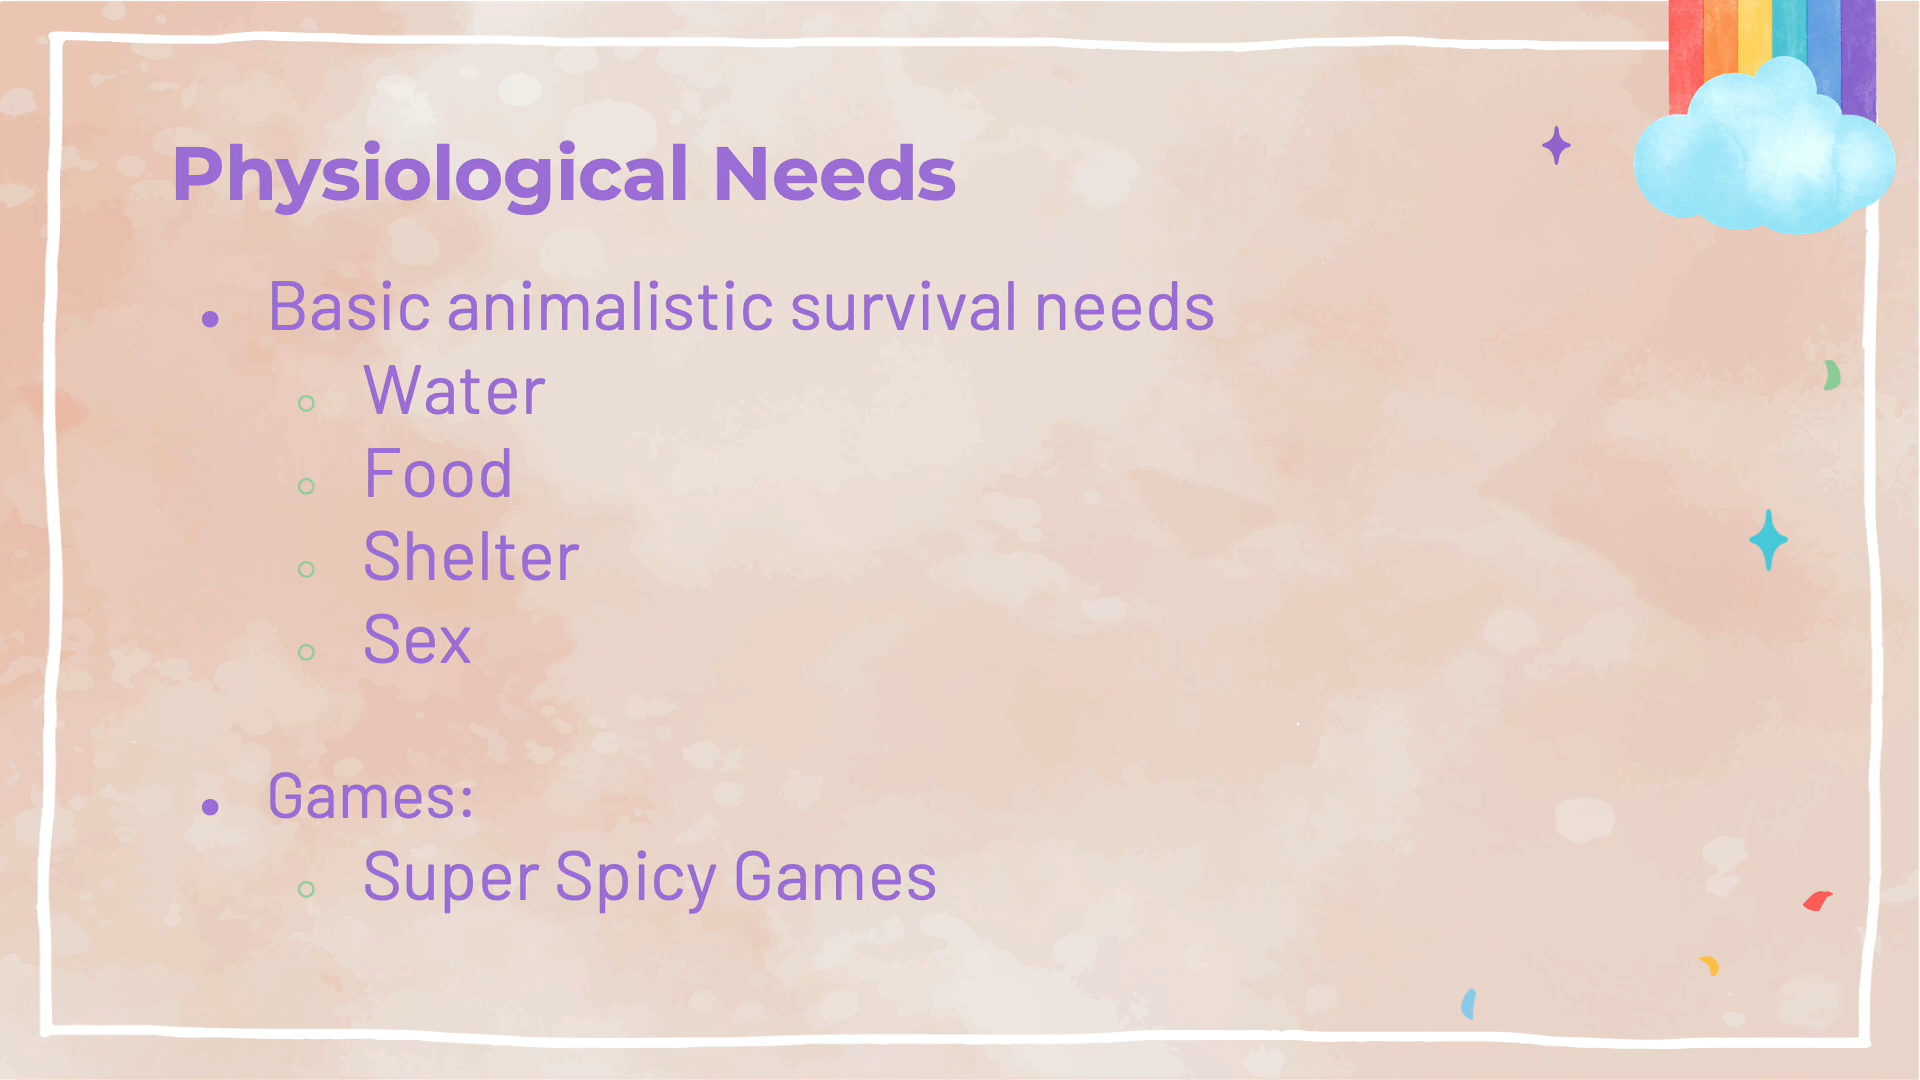 Physiological Needs
Basic animalistic survival needs
Water
Food
Shelter
Sex
Games:
Super Spicy Games